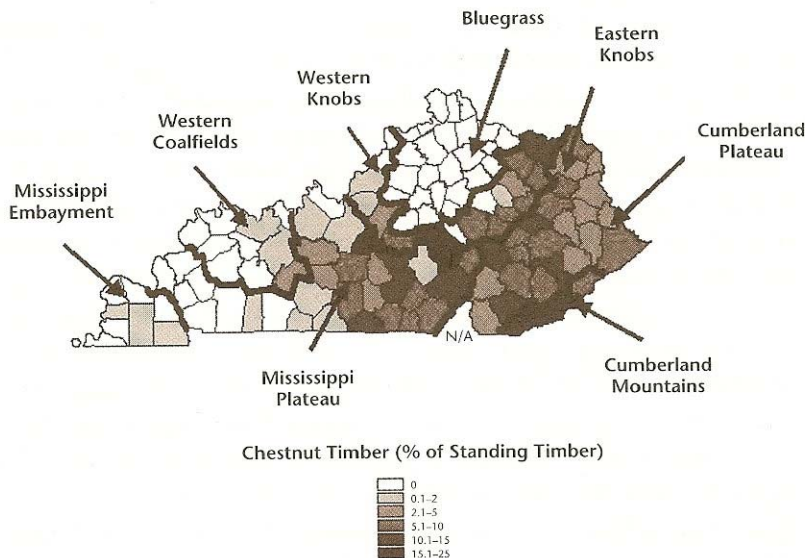 Bluegrass
Eastern
Knobs
Western
Knobs
Western
Coalfields
Cumberland
Plateau
Mississippi
Embayment
N/A
Mississippi
Plateau
Cumberland
Mountains
Chestnut Timber (% of Standing Timber)
0
0.1–2
2.1–5
5.1–10
10.1–15
15.1–25